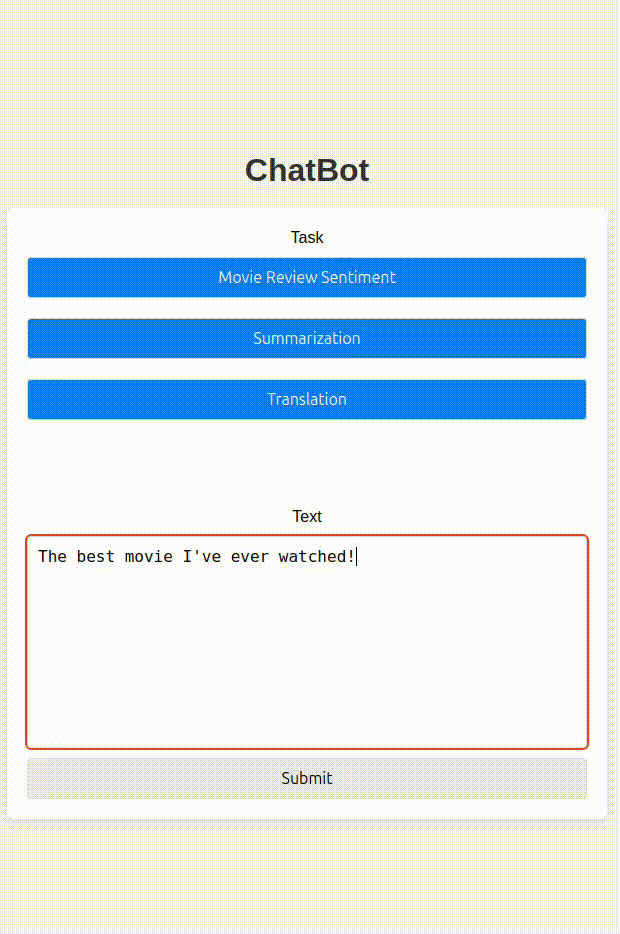 ChatBot
Task
Movie Review Sentiment
Summarization
Translation
Text
The best movie I've ever watched!
Submit